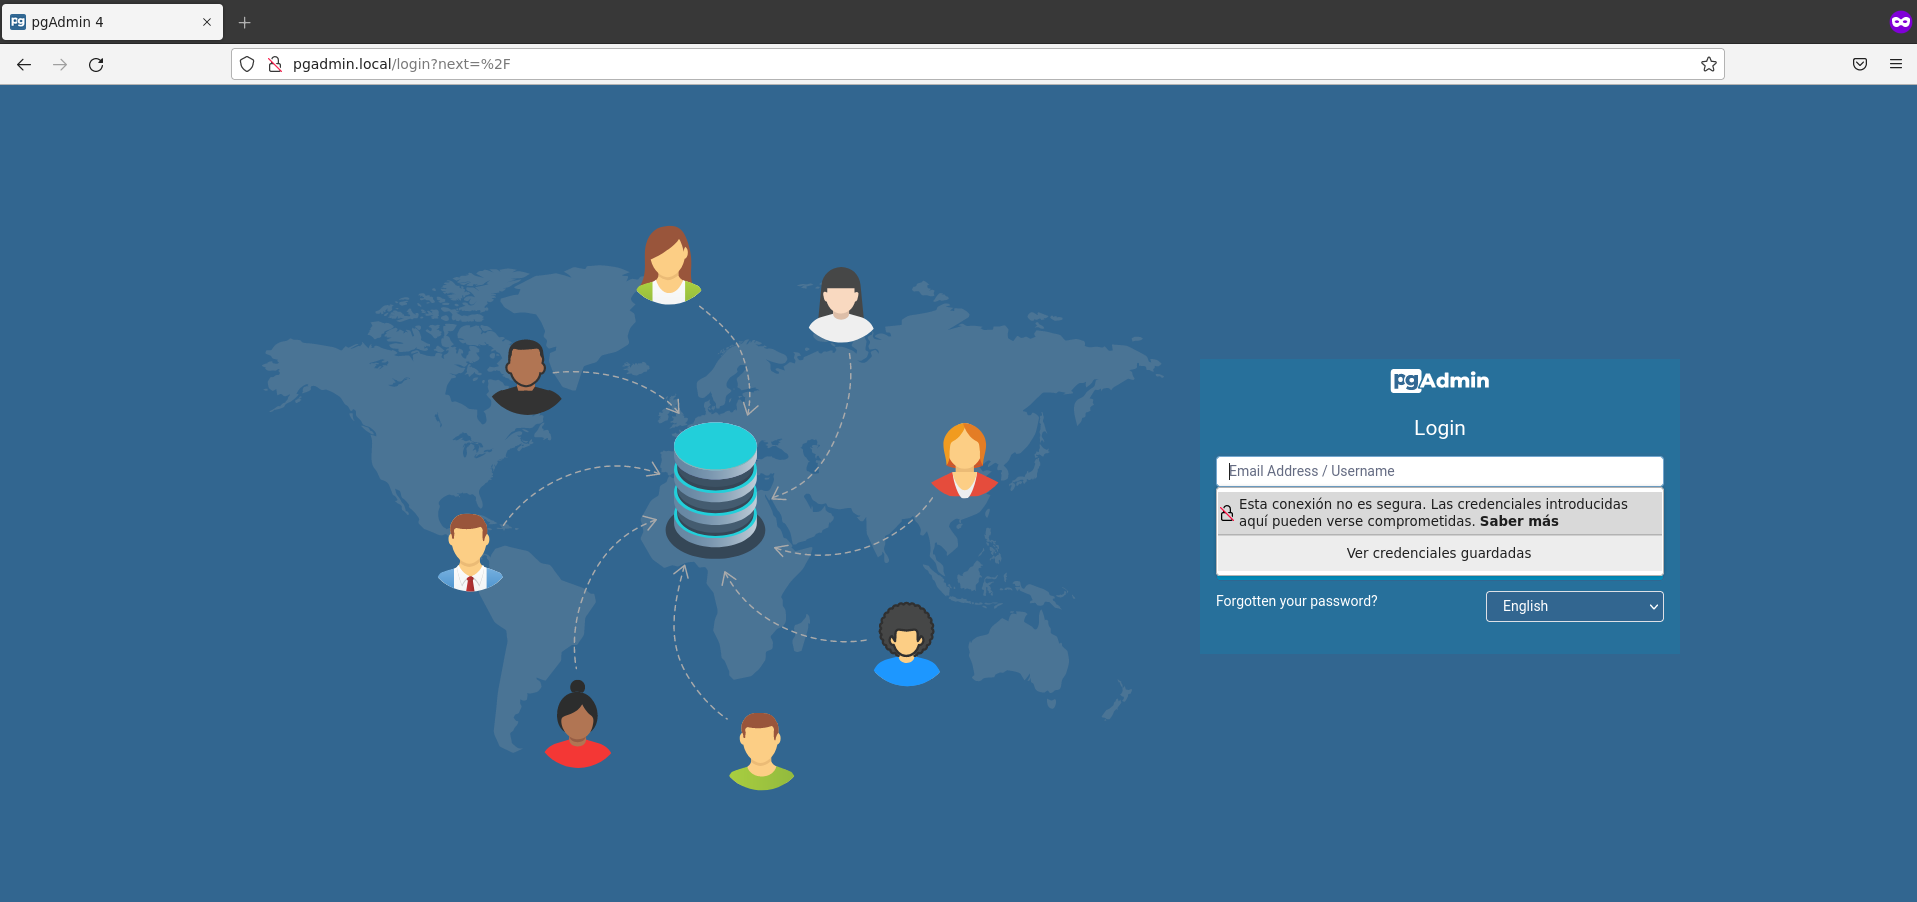 pg pgAdmin 4
pgadmin.local/login?next=%2F
pgAdmin
Login
Email Address / Username
Esta conexión no es segura. Las credenciales introducidas
aquí pueden verse comprometidas. Saber más
Ver credenciales guardadas
Forgotten your password?
English